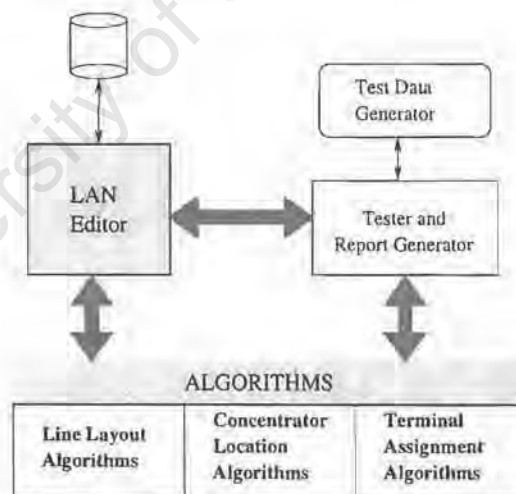 Test Data
Generator
LAN
Editor
Tester and
Report Generator
ALGORITHMS
Line Layout
Algorithms
Concentrator
Location
Algorithms
Terminal
Assignment
Algorithms